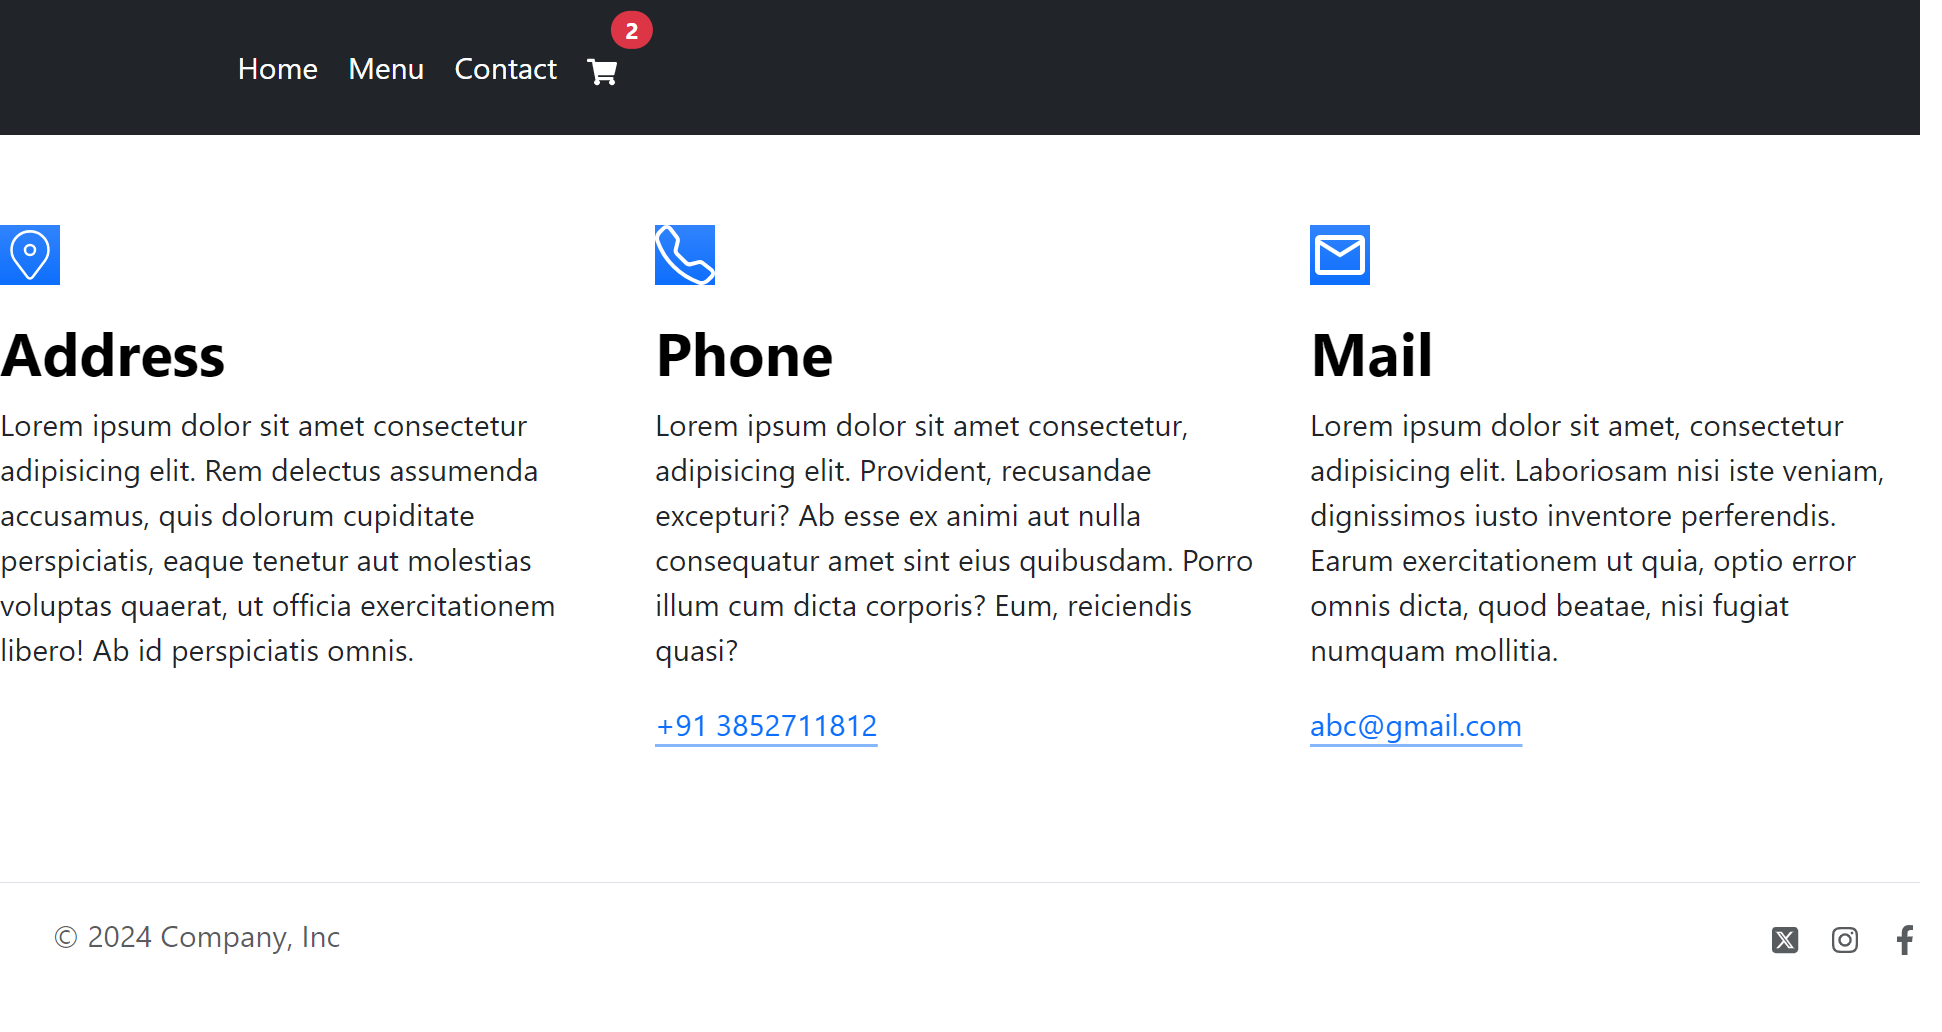 2
Home Menu Contact
Address
Lorem ipsum dolor sit amet consectetur
adipisicing elit. Rem delectus assumenda
accusamus, quis dolorum cupiditate
perspiciatis, eaque tenetur aut molestias
voluptas quaerat, ut officia exercitationem
libero! Ab id perspiciatis omnis.
Phone
Lorem ipsum dolor sit amet consectetur,
adipisicing elit. Provident, recusandae
excepturi? Ab esse ex animi aut nulla
consequatur amet sint eius quibusdam. Porro
illum cum dicta corporis? Eum, reiciendis
quasi?
+91 3852711812
Mail
Lorem ipsum dolor sit amet, consectetur
adipisicing elit. Laboriosam nisi iste veniam,
dignissimos iusto inventore perferendis.
Earum exercitationem ut quia, optio error
omnis dicta, quod beatae, nisi fugiat
numquam mollitia.
abc@gmail.com
© 2024 Company, Inc